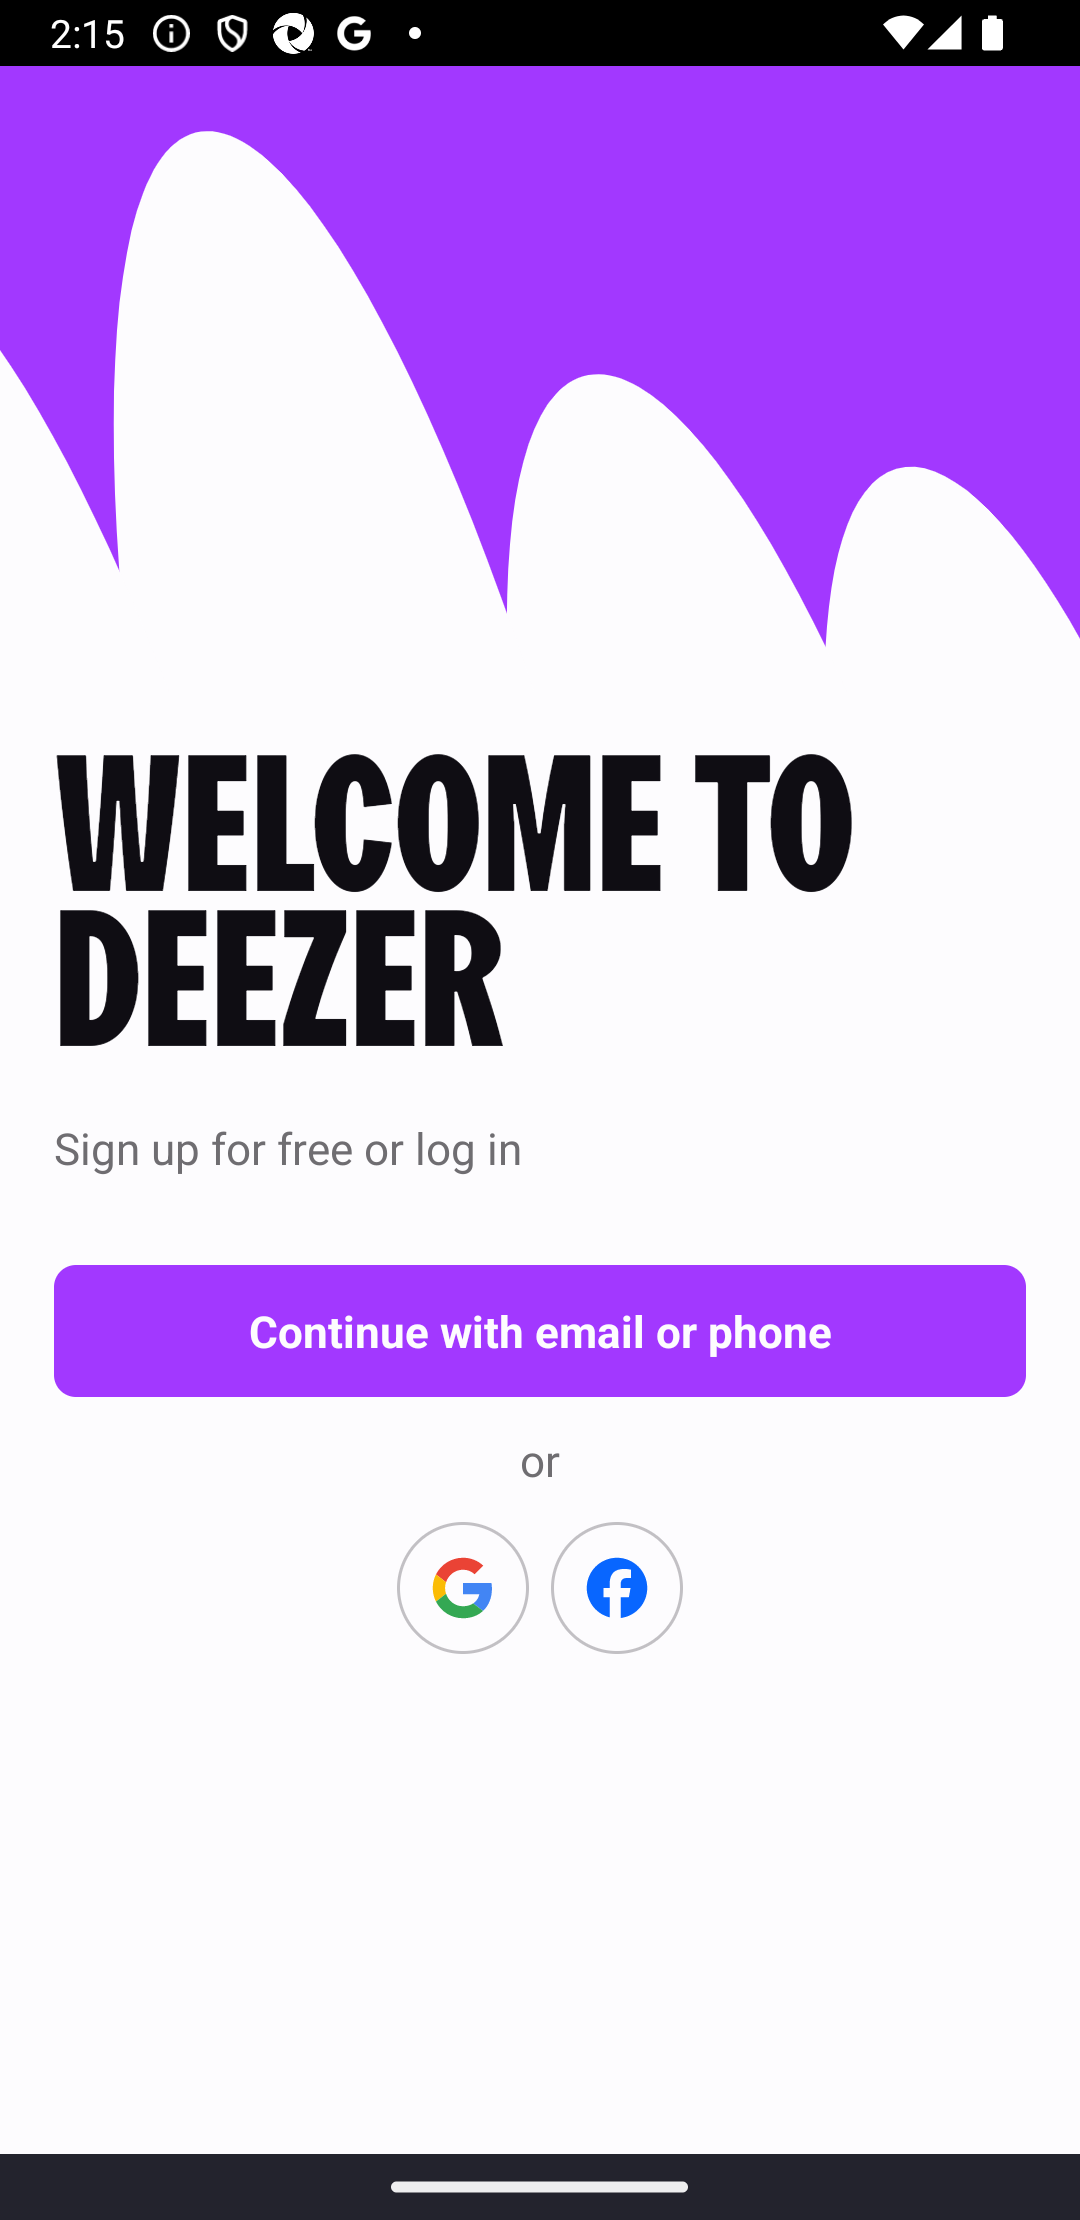 2:15
WELCOME TO
DEEZER
Sign up for free or log in
Continue with email or phone
or